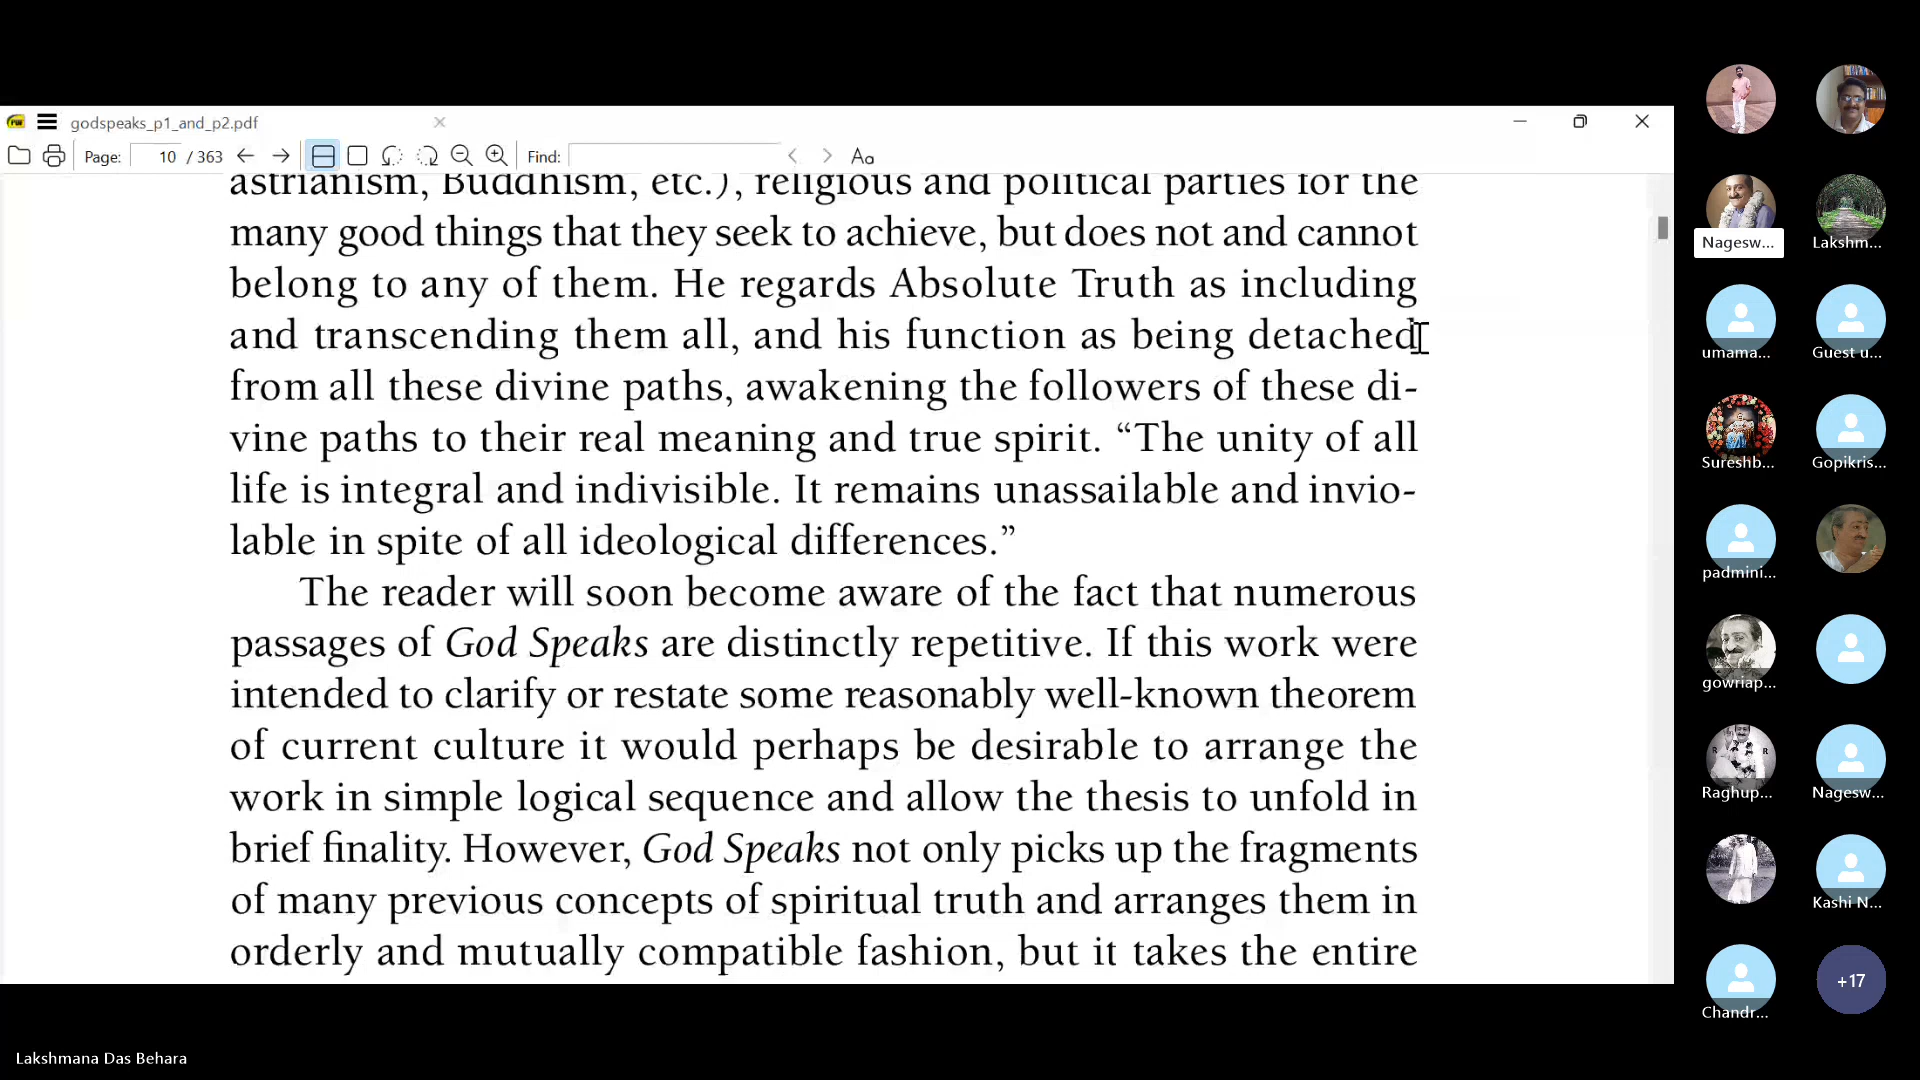 godspeaks_p1_and_p2.pdf
Page: 10 / 363 Find: Aa
astrianism, Buddhism, etc.), religious and political parties for the
many good things that they seek to achieve, but does not and cannot
belong to any of them. He regards Absolute Truth as including
and transcending them all, and his function as being detached
from all these divine paths, awakening the followers of these di-
vine paths to their real meaning and true spirit. “The unity of all
life is integral and indivisible. It remains unassailable and invio-
lable in spite of all ideological differences.”
The reader will soon become aware of the fact that numerous
passages of God Speaks are distinctly repetitive. If this work were
intended to clarify or restate some reasonably well-known theorem
of current culture it would perhaps be desirable to arrange the
work in simple logical sequence and allow the thesis to unfold in
brief finality. However, God Speaks not only picks up the fragments
of many previous concepts of spiritual truth and arranges them in
orderly and mutually compatible fashion, but it takes the entire
Nagesw... Lakshm...
umama... Guest u...
Sureshb... Gopikris...
padmini...
gowriap...
R R
Raghup... Nagesw...
Kashi N...
Chandr... +17
Lakshmana Das Behara